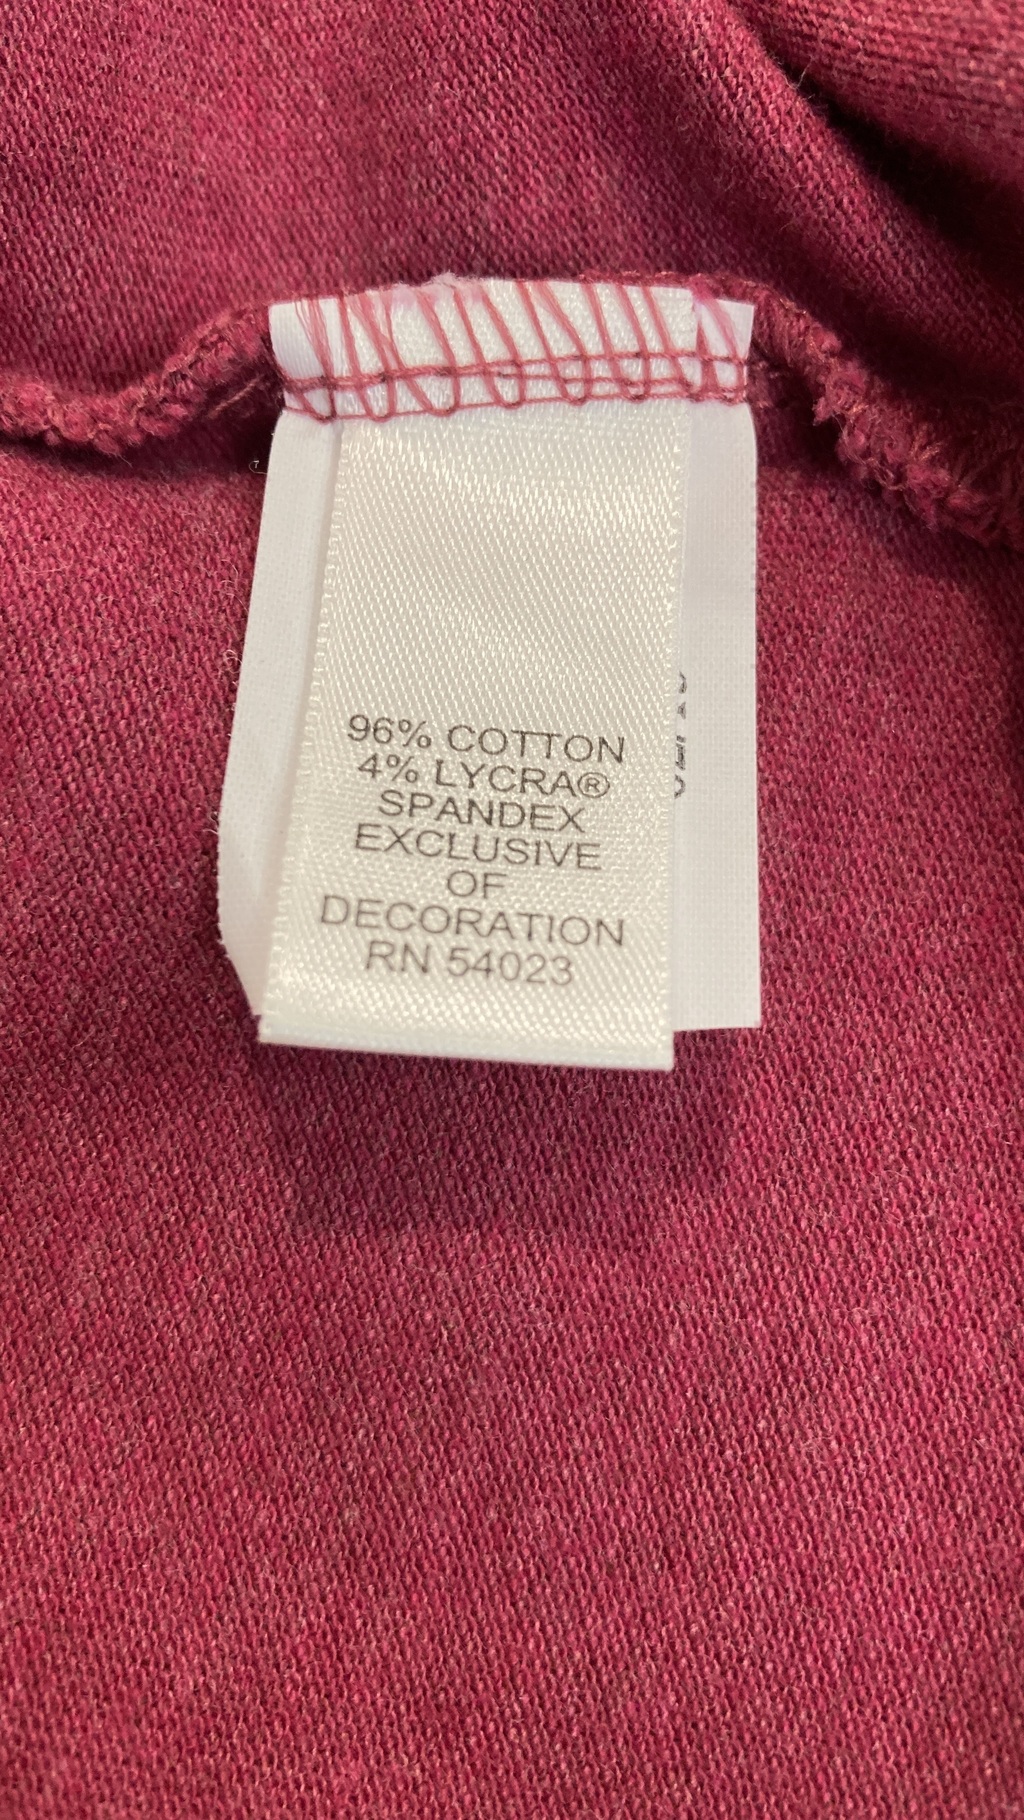 96% COTTON
4% LYCRA®
SPANDEX
EXCLUSIVE
OF
DECORATION
RN 54023